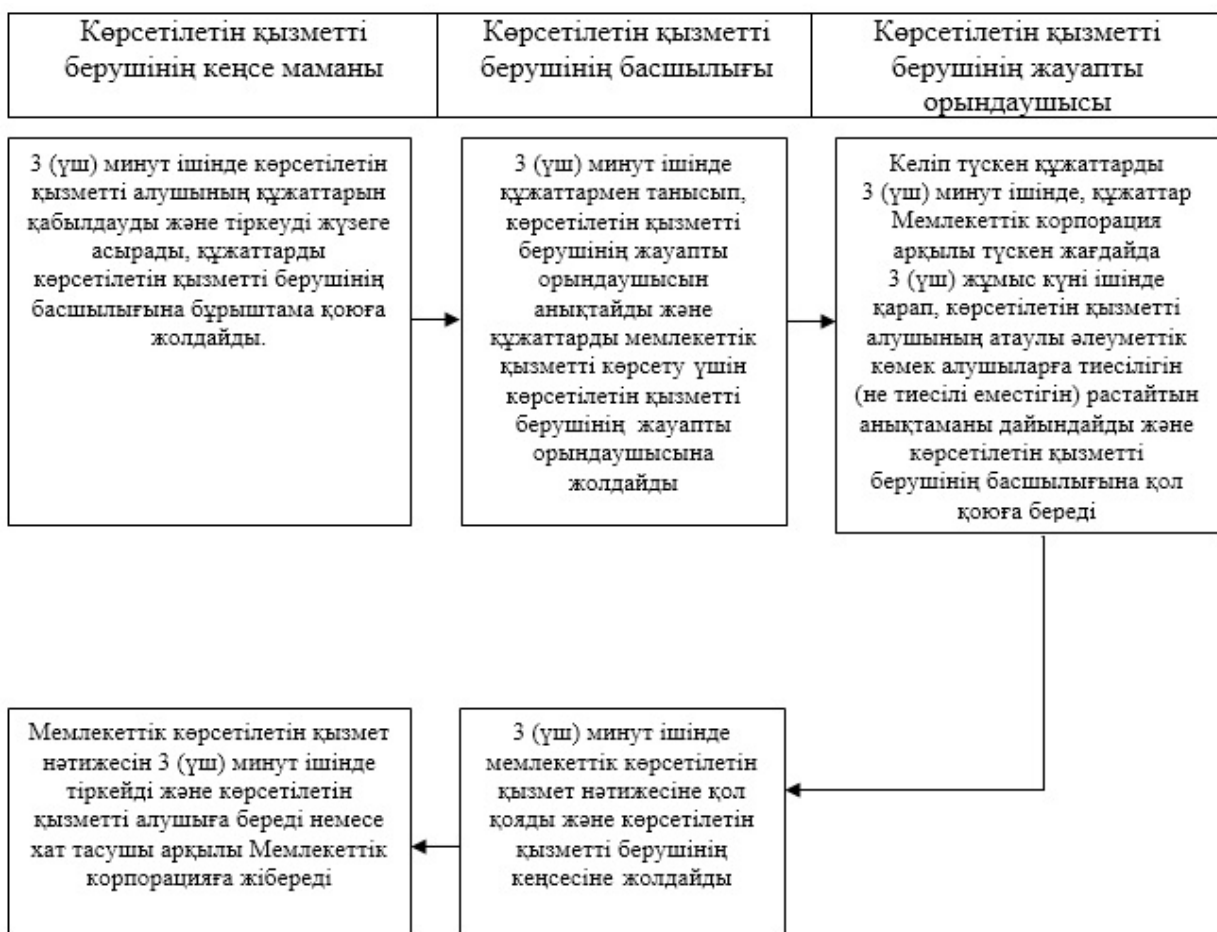 Көрсетілетін қызметті
берушінің кеңсе маманы
Көрсетілетін қызметті
берушінің басшылығы
Көрсетілетін қызметті
берушінің жауапты
орындаушысы
3 (үш) минут ішінде көрсетілетін
қызметті алушының құжаттарын
қабылдауды және тіркеуді жүзеге
асырады, құжаттарды
көрсетілетін қызметті берушінің
басшылығына бұрыштама қоюға
жолдайды.
3 (үш) минут ішінде
құжаттармен танысып,
көрсетілетін қызметті
берушінің жауапты
орындаушысын
анықтайды және
құжаттарды мемлекеттік
қызметті көрсету үшін
көрсетілетін қызметті
берушінің жауапты
орындаушысына
жолдайды
Келіп түскен құжаттарды
3 (үш) минут ішінде, құжаттар
Мемлекеттік корпорация
арқылы түскен жағдайда
3 (үш) жұмыс күні ішінде
қарап, көрсетілетін қызметті
алушының атаулы әлеуметтік
көмек алушыларға тиесілігін
(не тиесілі еместігін) растайтын
анықтаманы дайындайды және
көрсетілетін қызметті
берушінің басшылығына қол
қоюға береді
Мемлекеттік көрсетілетін қызмет
нәтижесін 3 (үш) минут ішінде
тіркейді және көрсетілетін
қызметті алушыға береді немесе
хат тасушы арқылы Мемлекеттік
корпорацияға жібереді
3 (үш) минут ішінде
мемлекеттік көрсетілетін
қызмет нәтижесіне қол
қояды және көрсетілетін
қызметті берушінің
кеңсесіне жолдайды